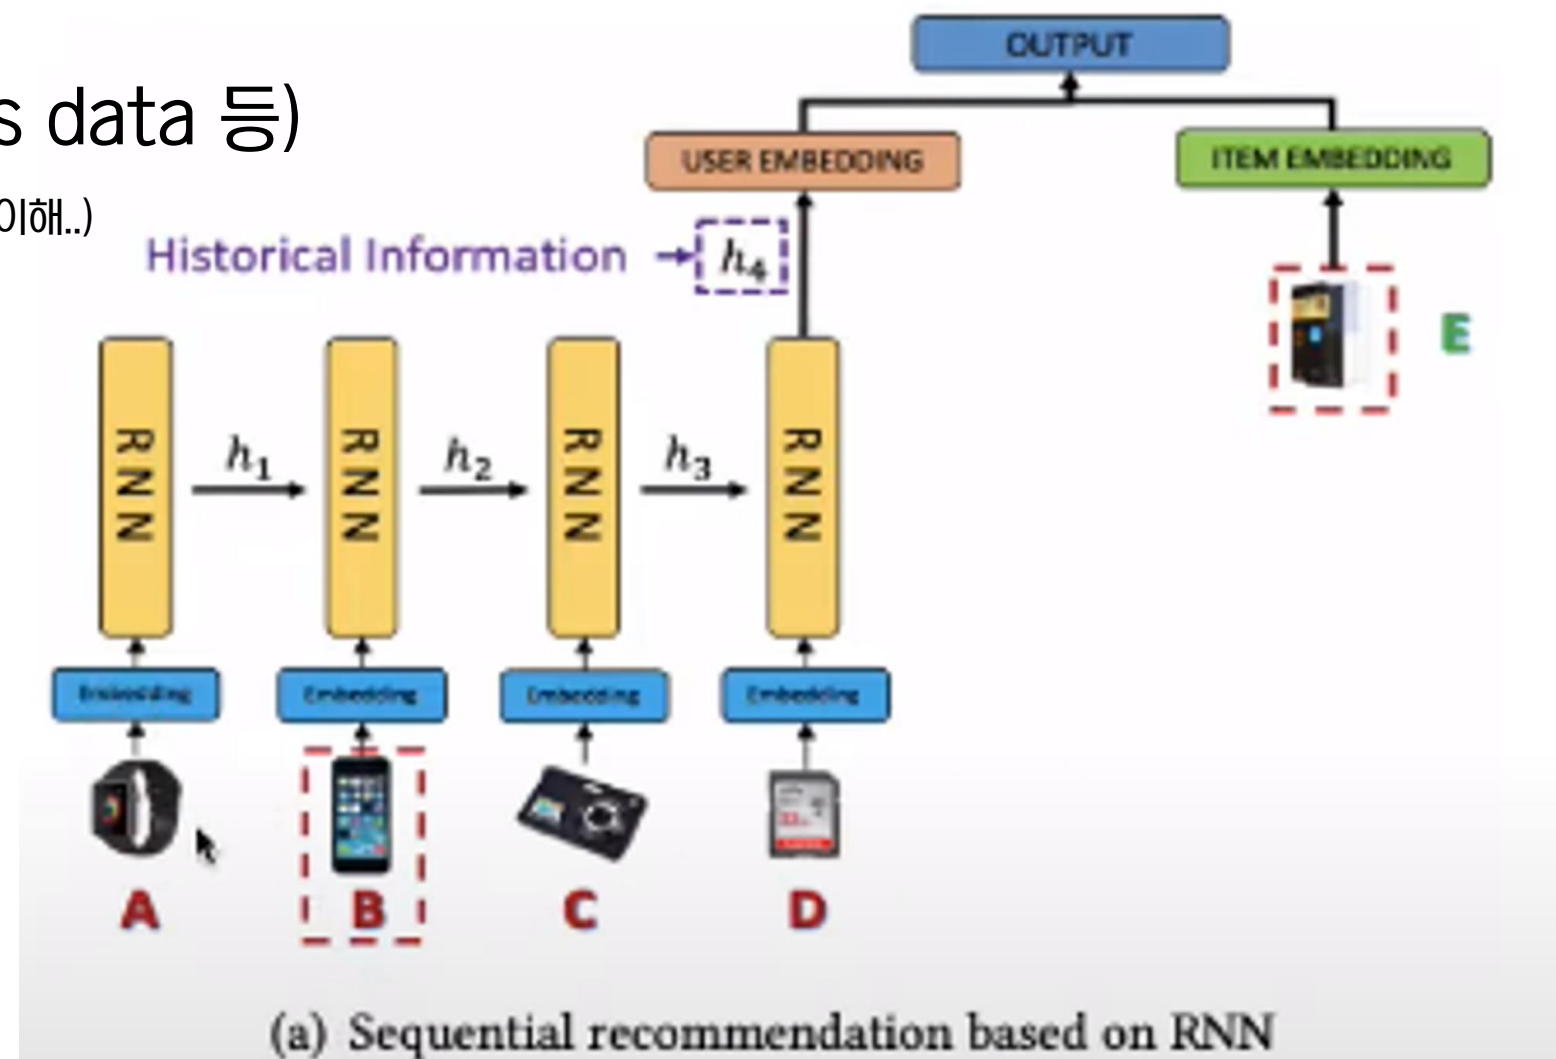 OUTPUT
s data 등)
USER EMBEDDING
ITEM EMBEDDING
이해..)
Historical Information
h₄
E
RNN
RNN
RNN
RNN
h₁
h₂
h₃
Embedding
Embedding
Embedding
Embedding
A
B
C
D
(a) Sequential recommendation based on RNN